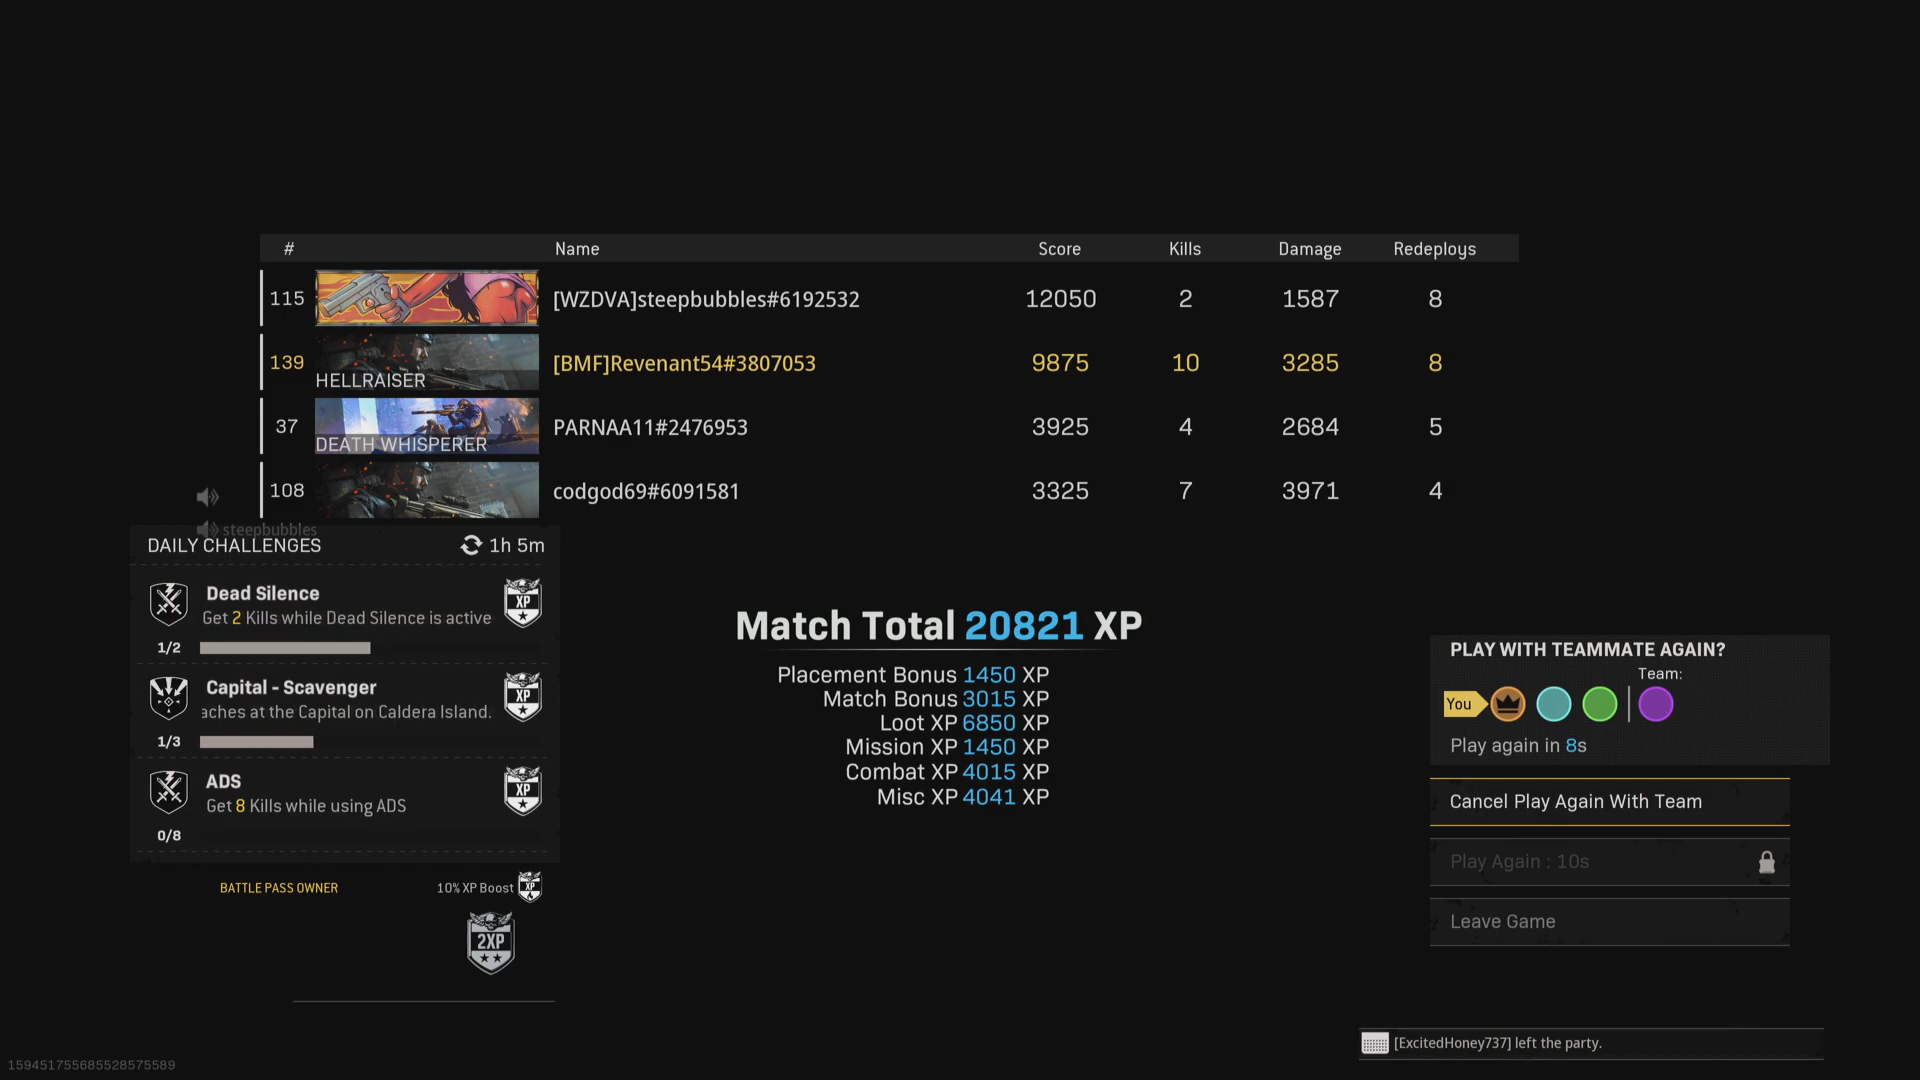 # Name Score Kills Damage Redeploys
115 [WZDVA]steepbubbles#6192532 12050 2 1587 8
139 HELLRAISER [BMF]Revenant54#3807053 9875 10 3285 8
37 DEATH WHISPERER PARNAA11#2476953 3925 4 2684 5
108 codgod69#6091581 3325 7 3971 4
steepbubbles
DAILY CHALLENGES 1h 5m
Dead Silence
Get 2 Kills while Dead Silence is active
XP
1/2
Capital - Scavenger
aches at the Capital on Caldera Island.
XP
1/3
ADS
Get 8 Kills while using ADS
XP
0/8
BATTLE PASS OWNER 10% XP Boost XP
2XP
Match Total 20821 XP
Placement Bonus 1450 XP
Match Bonus 3015 XP
Loot XP 6850 XP
Mission XP 1450 XP
Combat XP 4015 XP
Misc XP 4041 XP
PLAY WITH TEAMMATE AGAIN?
Team:
You
Play again in 8s
Cancel Play Again With Team
Play Again : 10s
Leave Game
[ExcitedHoney737] left the party.
159451755685528575589